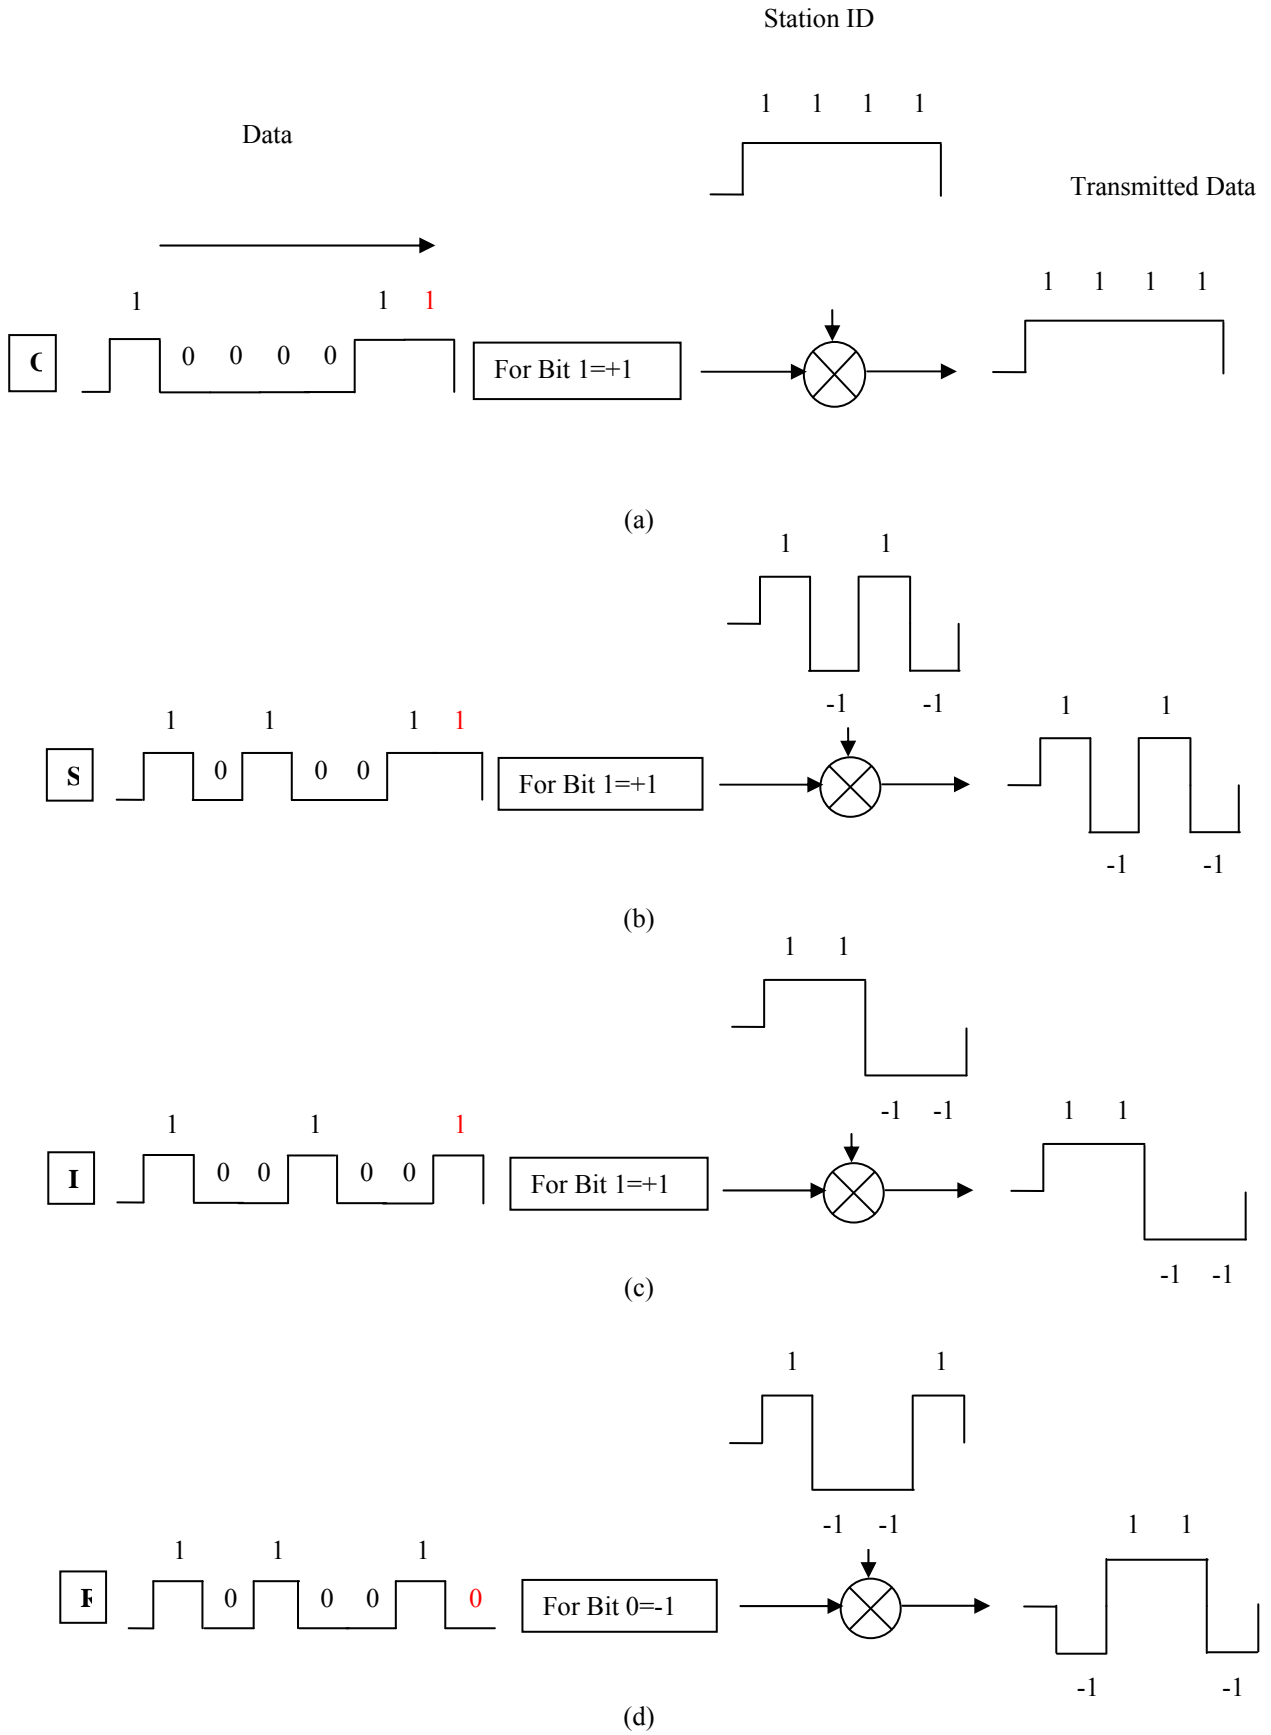 Station ID
1 1 1 1
Data
Transmitted Data
1 1 1
1 1 1 1
C
0 0 0 0
For Bit 1=+1
(a)
1 1
-1 -1
1 1 1 1
S
0 0 0
For Bit 1=+1
1 1
-1 -1
(b)
1 1
-1 -1
1 1 1
I
0 0 0 0
For Bit 1=+1
1 1
-1 -1
(c)
1 1
-1 -1
1 1 1
R
0 0 0 0
For Bit 0=-1
1 1
-1 -1
(d)